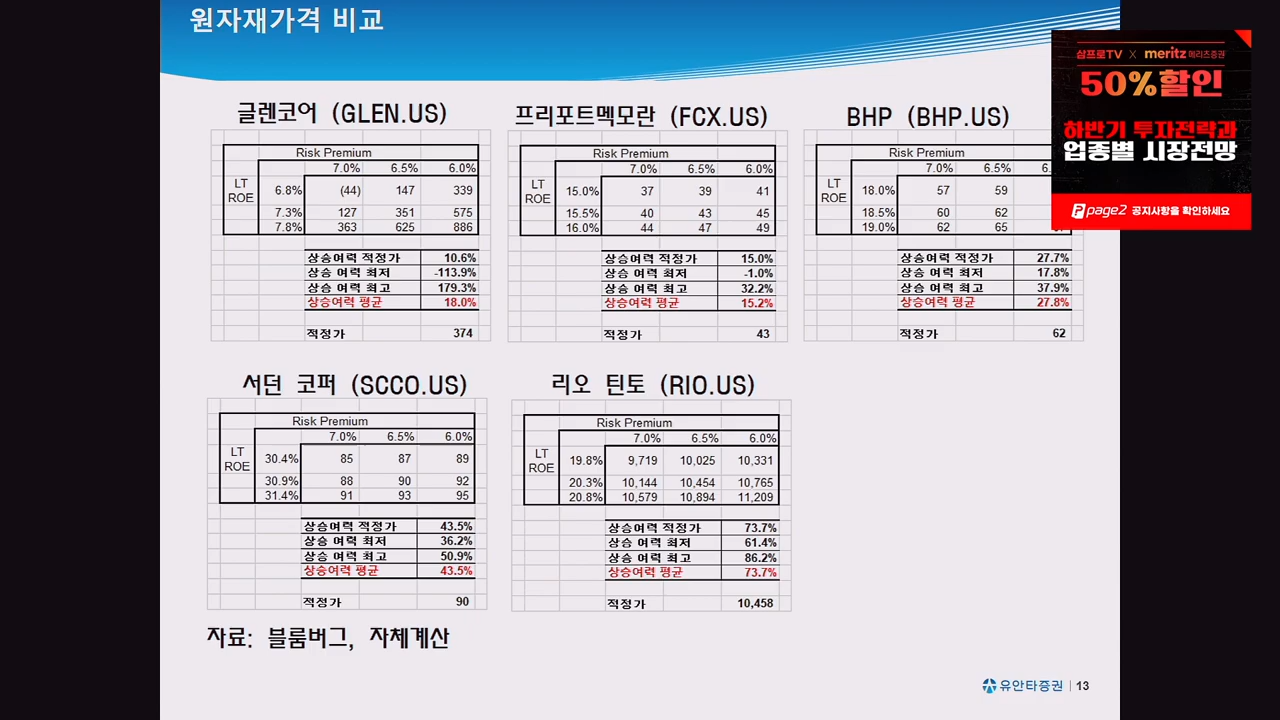 원자재가격 비교
삼프로TV X meritz 메리츠증권
50%할인
하반기 투자전략과
업종별 시장전망
page2 공지사항을 확인하세요
글렌코어 (GLEN.US)
Risk Premium
7.0% 6.5% 6.0%
LT ROE
6.8% (44) 147 339
7.3% 127 351 575
7.8% 363 625 886
상승여력 적정가 10.6%
상승 여력 최저 -113.9%
상승 여력 최고 179.3%
상승여력 평균 18.0%
적정가 374
프리포트멕모란 (FCX.US)
Risk Premium
7.0% 6.5% 6.0%
LT ROE
15.0% 37 39 41
15.5% 40 43 45
16.0% 44 47 49
상승여력 적정가 15.0%
상승 여력 최저 -1.0%
상승 여력 최고 32.2%
상승여력 평균 15.2%
적정가 43
BHP (BHP.US)
Risk Premium
7.0% 6.5%
LT ROE
18.0% 57 59
18.5% 60 62
19.0% 62 65
상승여력 적정가 27.7%
상승 여력 최저 17.8%
상승 여력 최고 37.9%
상승여력 평균 27.8%
적정가 62
서던 코퍼 (SCCO.US)
Risk Premium
7.0% 6.5% 6.0%
LT ROE
30.4% 85 87 89
30.9% 88 90 92
31.4% 91 93 95
상승여력 적정가 43.5%
상승 여력 최저 36.2%
상승 여력 최고 50.9%
상승여력 평균 43.5%
적정가 90
리오 틴토 (RIO.US)
Risk Premium
7.0% 6.5% 6.0%
LT ROE
19.8% 9,719 10,025 10,331
20.3% 10,144 10,454 10,765
20.8% 10,579 10,894 11,209
상승여력 적정가 73.7%
상승 여력 최저 61.4%
상승 여력 최고 86.2%
상승여력 평균 73.7%
적정가 10,458
자료: 블룸버그, 자체계산
유안타증권 13